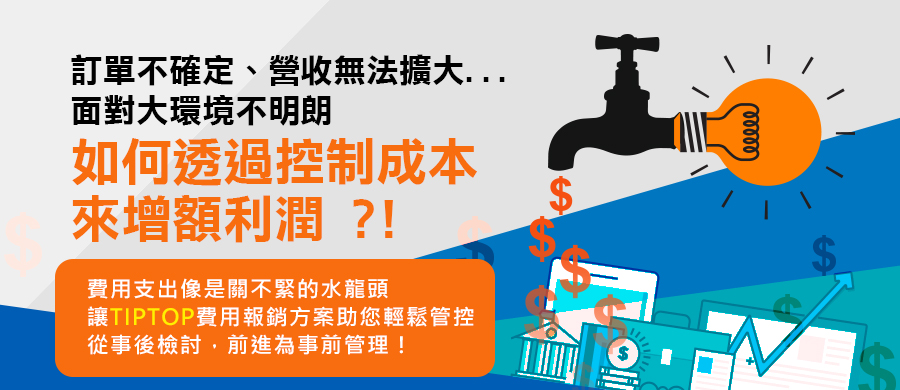 訂單不確定、營收無法擴大...
面對大環境不明朗
如何透過控制成本
來增額利潤 ?!
費用支出像是關不緊的水龍頭
讓TIPTOP費用報銷方案助您輕鬆管控
從事後檢討，前進為事前管理！
$
$
$
$
$
$
$
$
$
$
$